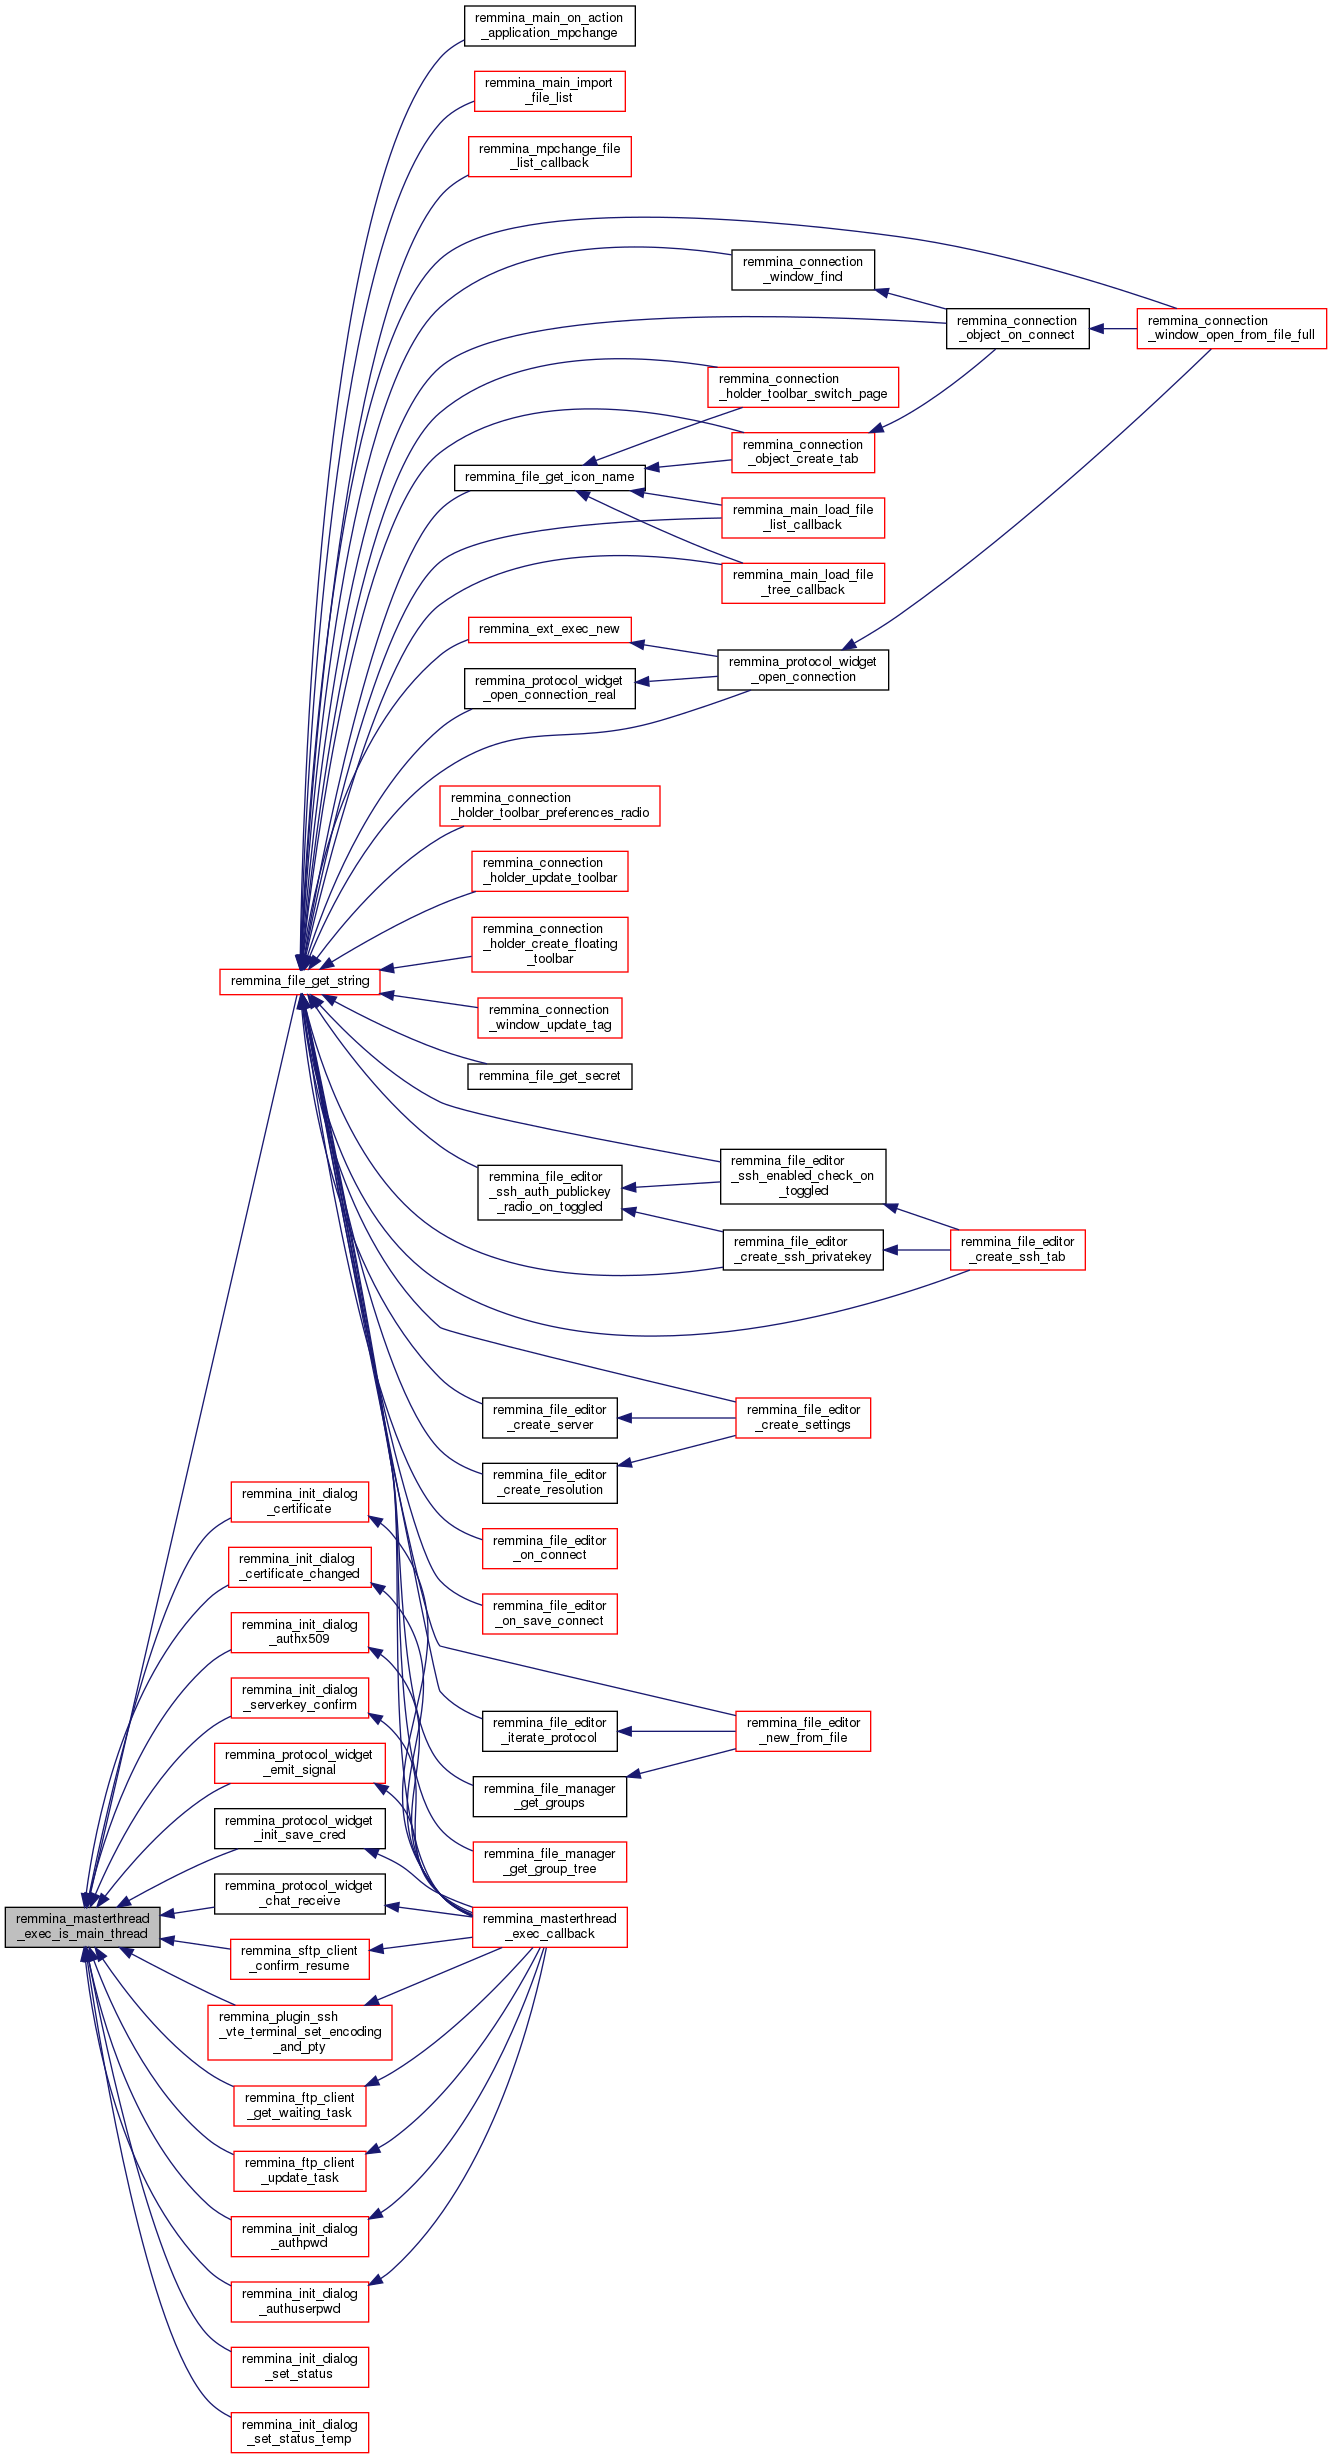 remmina_main_on_action
_application_mpchange
remmina_main_import
_file_list
remmina_mpchange_file
_list_callback
remmina_connection
_window_find
remmina_connection
_object_on_connect
remmina_connection
_window_open_from_file_full
remmina_connection
_holder_toolbar_switch_page
remmina_connection
_object_create_tab
remmina_file_get_icon_name
remmina_main_load_file
_list_callback
remmina_main_load_file
_tree_callback
remmina_ext_exec_new
remmina_protocol_widget
_open_connection
remmina_protocol_widget
_open_connection_real
remmina_connection
_holder_toolbar_preferences_radio
remmina_connection
_holder_update_toolbar
remmina_connection
_holder_create_floating
_toolbar
remmina_file_get_string
remmina_connection
_window_update_tag
remmina_file_get_secret
remmina_file_editor
_ssh_enabled_check_on
_toggled
remmina_file_editor
_ssh_auth_publickey
_radio_on_toggled
remmina_file_editor
_create_ssh_privatekey
remmina_file_editor
_create_ssh_tab
remmina_file_editor
_create_server
remmina_file_editor
_create_settings
remmina_file_editor
_create_resolution
remmina_init_dialog
_certificate
remmina_file_editor
_on_connect
remmina_init_dialog
_certificate_changed
remmina_file_editor
_on_save_connect
remmina_init_dialog
_authx509
remmina_init_dialog
_serverkey_confirm
remmina_file_editor
_iterate_protocol
remmina_file_editor
_new_from_file
remmina_protocol_widget
_emit_signal
remmina_file_manager
_get_groups
remmina_protocol_widget
_init_save_cred
remmina_file_manager
_get_group_tree
remmina_protocol_widget
_chat_receive
remmina_masterthread
_exec_is_main_thread
remmina_masterthread
_exec_callback
remmina_sftp_client
_confirm_resume
remmina_plugin_ssh
_vte_terminal_set_encoding
_and_pty
remmina_ftp_client
_get_waiting_task
remmina_ftp_client
_update_task
remmina_init_dialog
_authpwd
remmina_init_dialog
_authuserpwd
remmina_init_dialog
_set_status
remmina_init_dialog
_set_status_temp